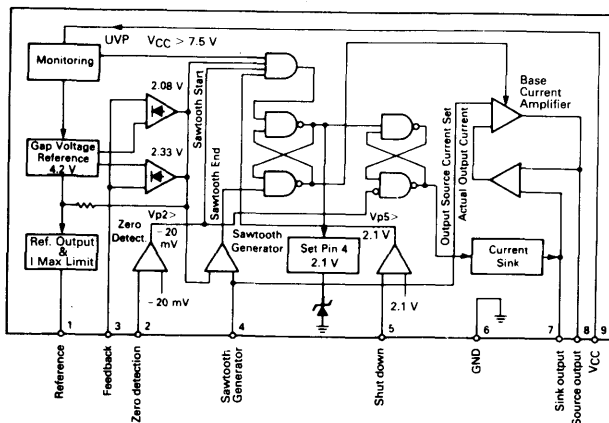 UVP
VCC > 7.5 V
Monitoring
2.08 V
Sawtooth Start
Base
Current
Amplifier
Gap Voltage
Reference
4.2 V
2.33 V
Sawtooth End
Output Source Current Set
Actual Output Current
Ref. Output
&
I Max Limit
Zero
Detect.
Vp2>
-20
mV
Sawtooth
Generator
Set Pin 4
2.1 V
Vp5>
2.1 V
Current
Sink
-20 mV
2.1 V
1
3
2
4
5
6
7
8
9
Reference
Feedback
Zero detection
Sawtooth
Generator
Shut down
GND
Sink output
Source output
VCC